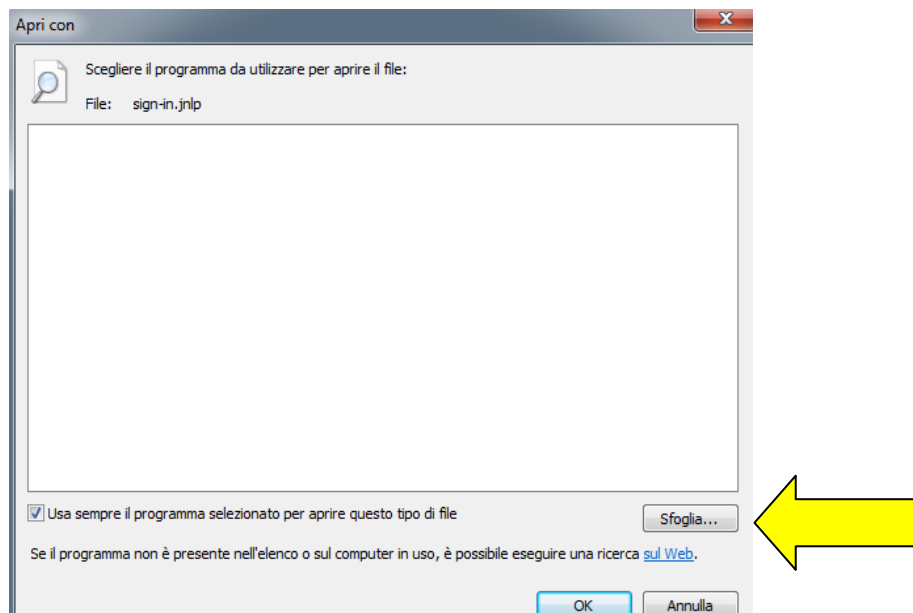 Apri con
Scegliere il programma da utilizzare per aprire il file:
File: sign-in.jnlp
Usa sempre il programma selezionato per aprire questo tipo di file
Sfoglia...
Se il programma non è presente nell'elenco o sul computer in uso, è possibile eseguire una ricerca sul Web.
OK Annulla